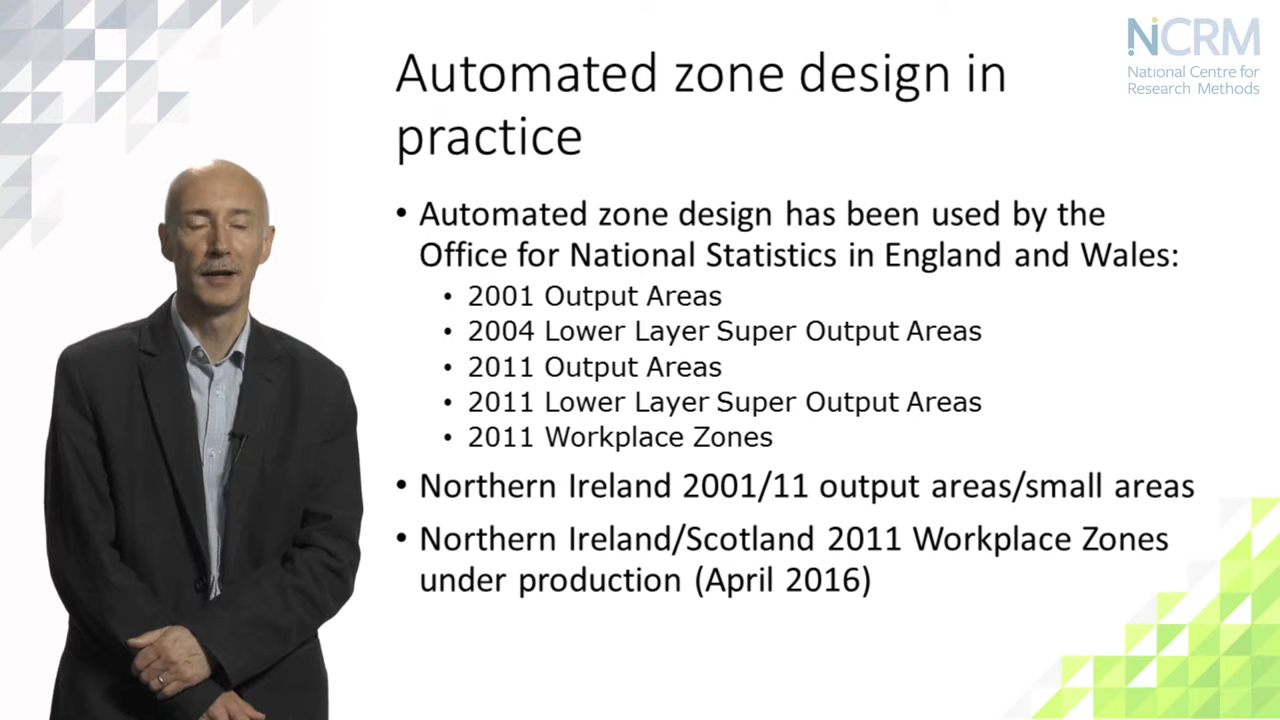 NCRM
National Centre for
Research Methods
Automated zone design in
practice
• Automated zone design has been used by the
Office for National Statistics in England and Wales:
• 2001 Output Areas
• 2004 Lower Layer Super Output Areas
• 2011 Output Areas
• 2011 Lower Layer Super Output Areas
• 2011 Workplace Zones
• Northern Ireland 2001/11 output areas/small areas
• Northern Ireland/Scotland 2011 Workplace Zones
under production (April 2016)